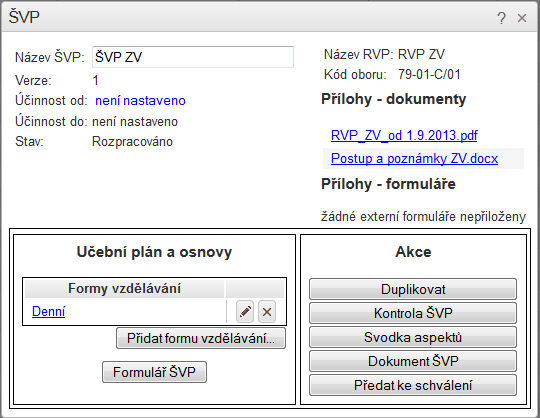 ŠVP ? ×
Název ŠVP: ŠVP ZV
Verze: 1
Účinnost od: není nastaveno
Účinnost do: není nastaveno
Stav: Rozpracováno
Název RVP: RVP ZV
Kód oboru: 79-01-C/01
Přílohy - dokumenty
RVP_ZV_od 1.9.2013.pdf
Postup a poznámky ZV.docx
Přílohy - formuláře
žádné externí formuláře nepřiloženy
Učební plán a osnovy
Formy vzdělávání
Denní
Přidat formu vzdělávání...
Formulář ŠVP
Akce
Duplikovat
Kontrola ŠVP
Svodka aspektů
Dokument ŠVP
Předat ke schválení